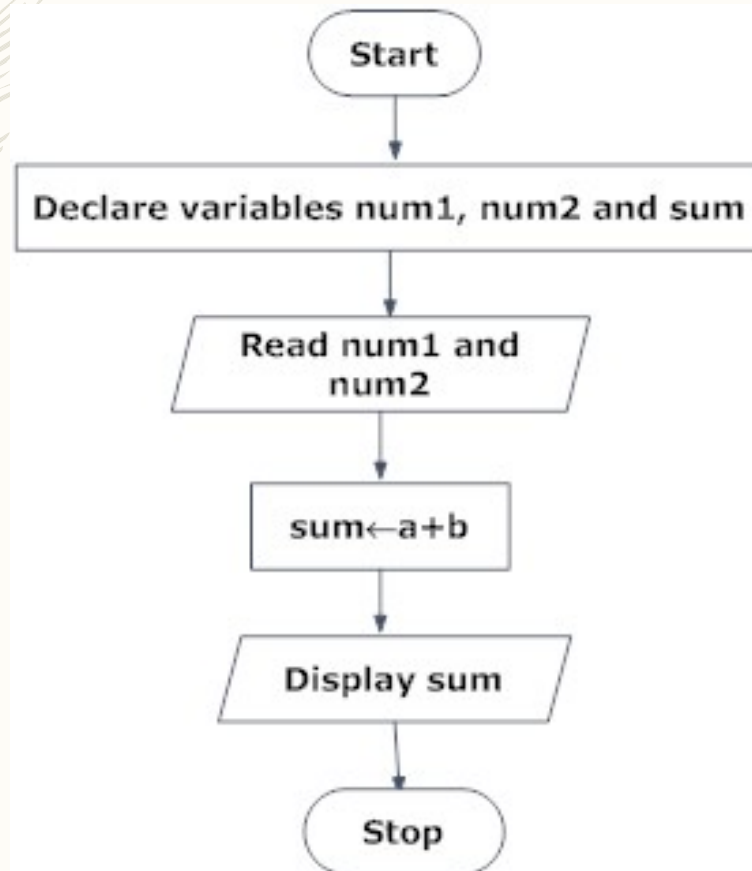 Start
Declare variables num1, num2 and sum
Read num1 and
num2
sum←a+b
Display sum
Stop